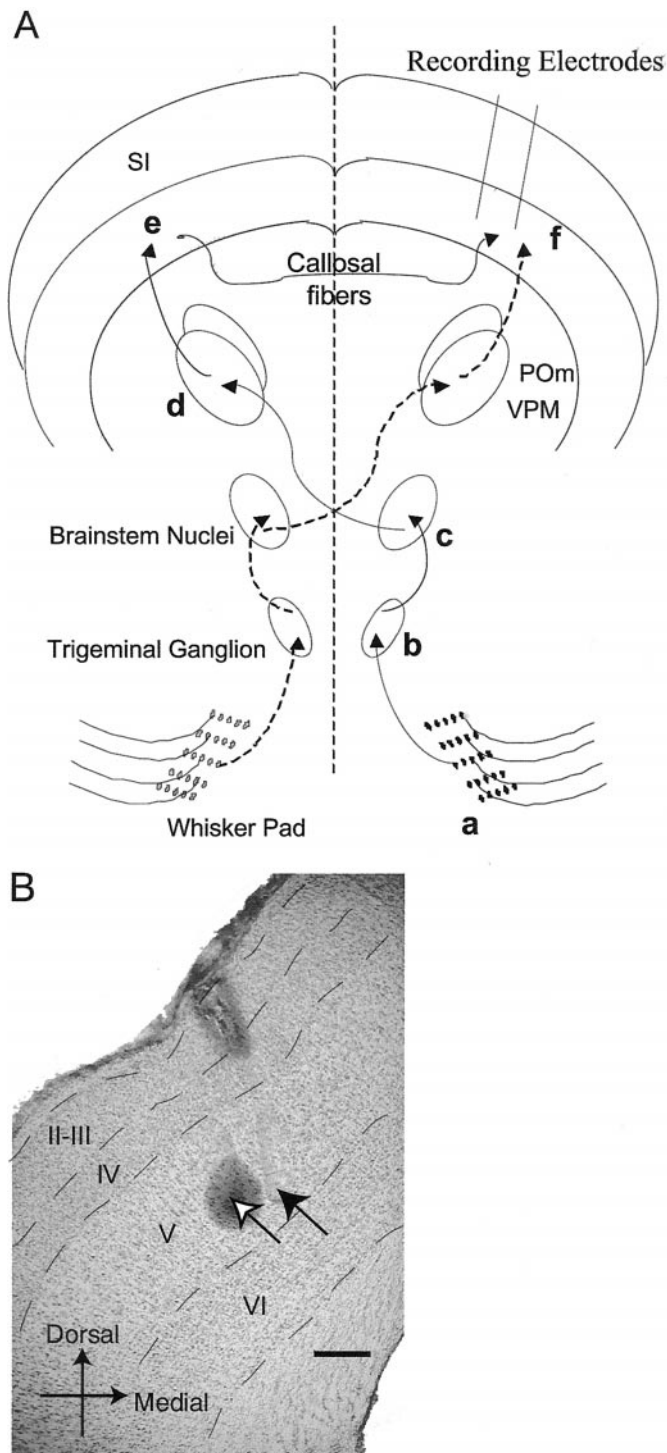 A
Recording Electrodes
SI
e
f
Callosal
fibers
POm
d
VPM
Brainstem Nuclei
c
Trigeminal Ganglion
b
Whisker Pad
a
B
II-III
IV
V
VI
Dorsal
Medial